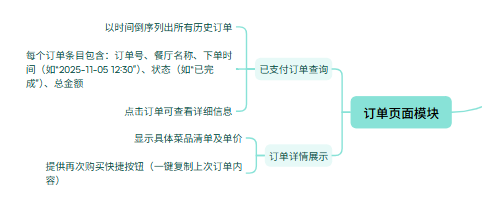 以时间倒序列出所有历史订单
每个订单条目包含：订单号、餐厅名称、下单时
间（如“2025-11-05 12:30”）、状态（如“已完
成”）、总金额
点击订单可查看详细信息
已支付订单查询
显示具体菜品清单及单价
提供再次购买快捷按钮（一键复制上次订单内
容）
订单详情展示
订单页面模块